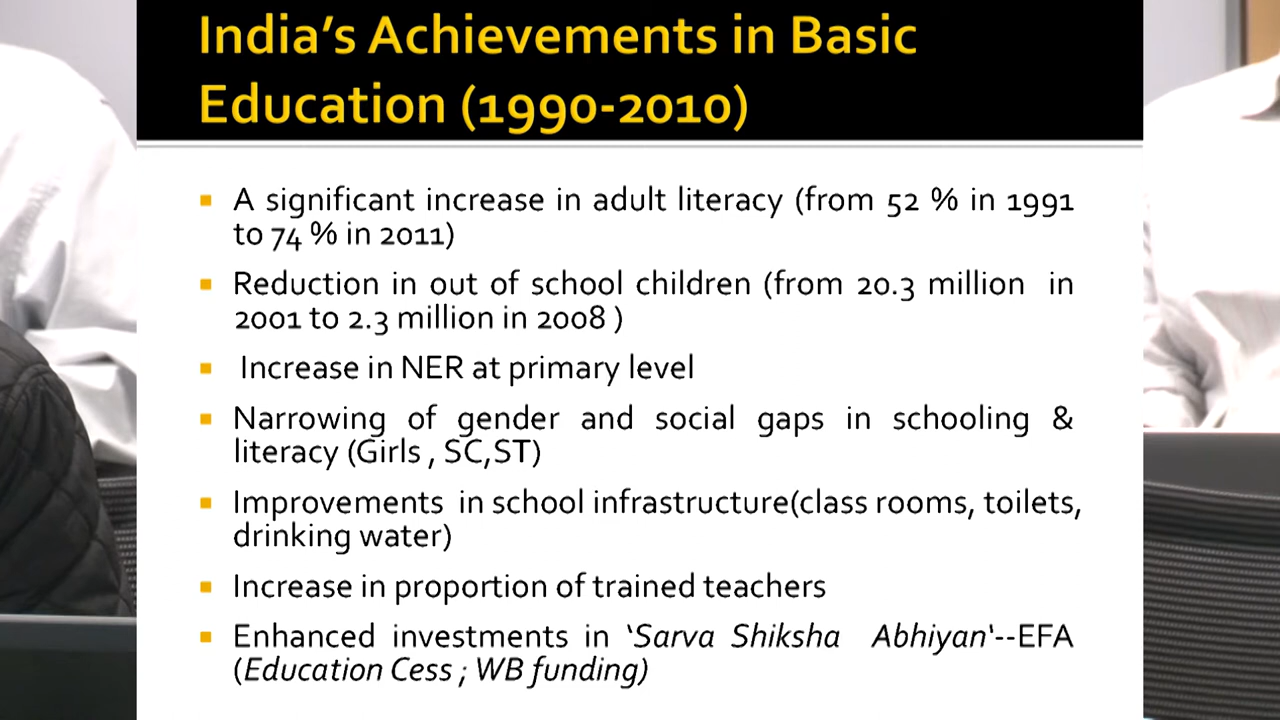 India's Achievements in Basic
Education (1990-2010)
A significant increase in adult literacy (from 52 % in 1991
to 74 % in 2011)
Reduction in out of school children (from 20.3 million in
2001 to 2.3 million in 2008 )
Increase in NER at primary level
Narrowing of gender and social gaps in schooling &
literacy (Girls , SC,ST)
Improvements in school infrastructure(class rooms, toilets,
drinking water)
Increase in proportion of trained teachers
Enhanced investments in 'Sarva Shiksha Abhiyan'--EFA
(Education Cess ; WB funding)